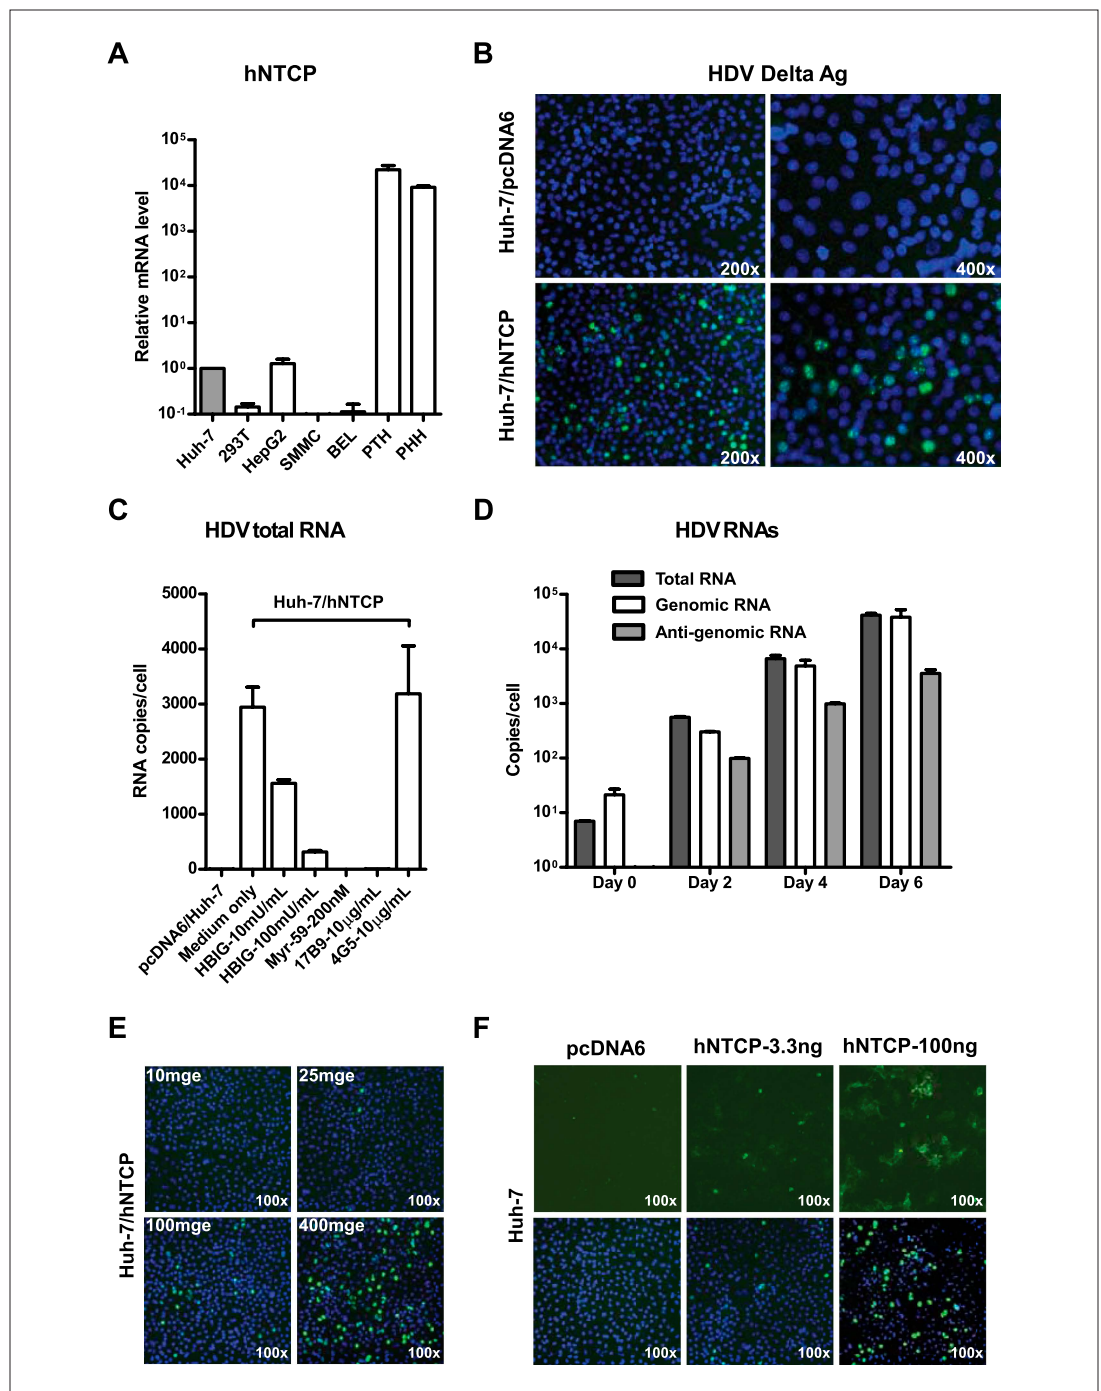 A
hNTCP
Relative mRNA level
10⁵
10⁴
10³
10²
10¹
10⁰
10⁻¹
Huh-7
293T
HepG2
SMMC
BEL
PTH
PHH
B
HDV Delta Ag
Huh-7/pcDNA6
200x
400x
Huh-7/hNTCP
200x
400x
C
HDV total RNA
Huh-7/hNTCP
RNA copies/cell
5000
4000
3000
2000
1000
0
pcDNA6/Huh-7
Medium only
HBIG-10mU/mL
HBIG-100mU/mL
Myr-59-200nM
17B9-10µg/mL
4G5-10µg/mL
D
HDV RNAs
Total RNA
Genomic RNA
Anti-genomic RNA
Copies/cell
10⁵
10⁴
10³
10²
10¹
10⁰
Day 0
Day 2
Day 4
Day 6
E
Huh-7/hNTCP
10mge
100x
25mge
100x
100mge
100x
400mge
100x
F
pcDNA6
hNTCP-3.3ng
hNTCP-100ng
Huh-7
100x
100x
100x
100x
100x
100x